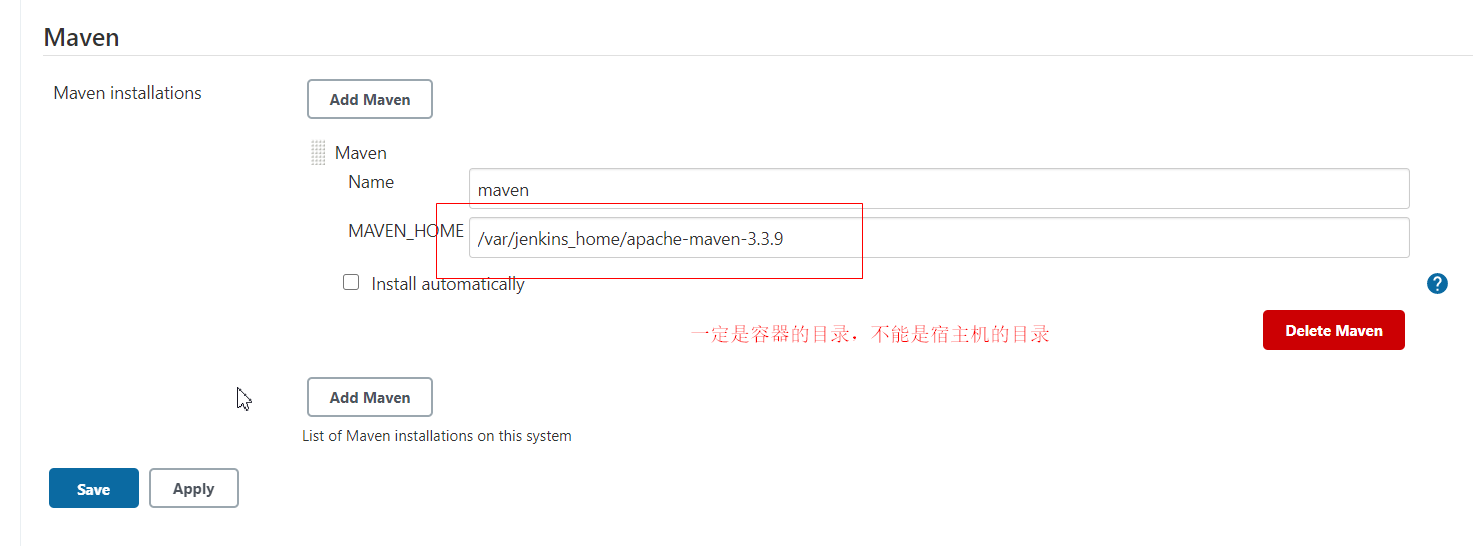 Maven
Maven installations
Add Maven
Maven
Name
maven
MAVEN_HOME
/var/jenkins_home/apache-maven-3.3.9
Install automatically
?
一定是容器的目录，不能是宿主机的目录
Delete Maven
Add Maven
List of Maven installations on this system
Save
Apply